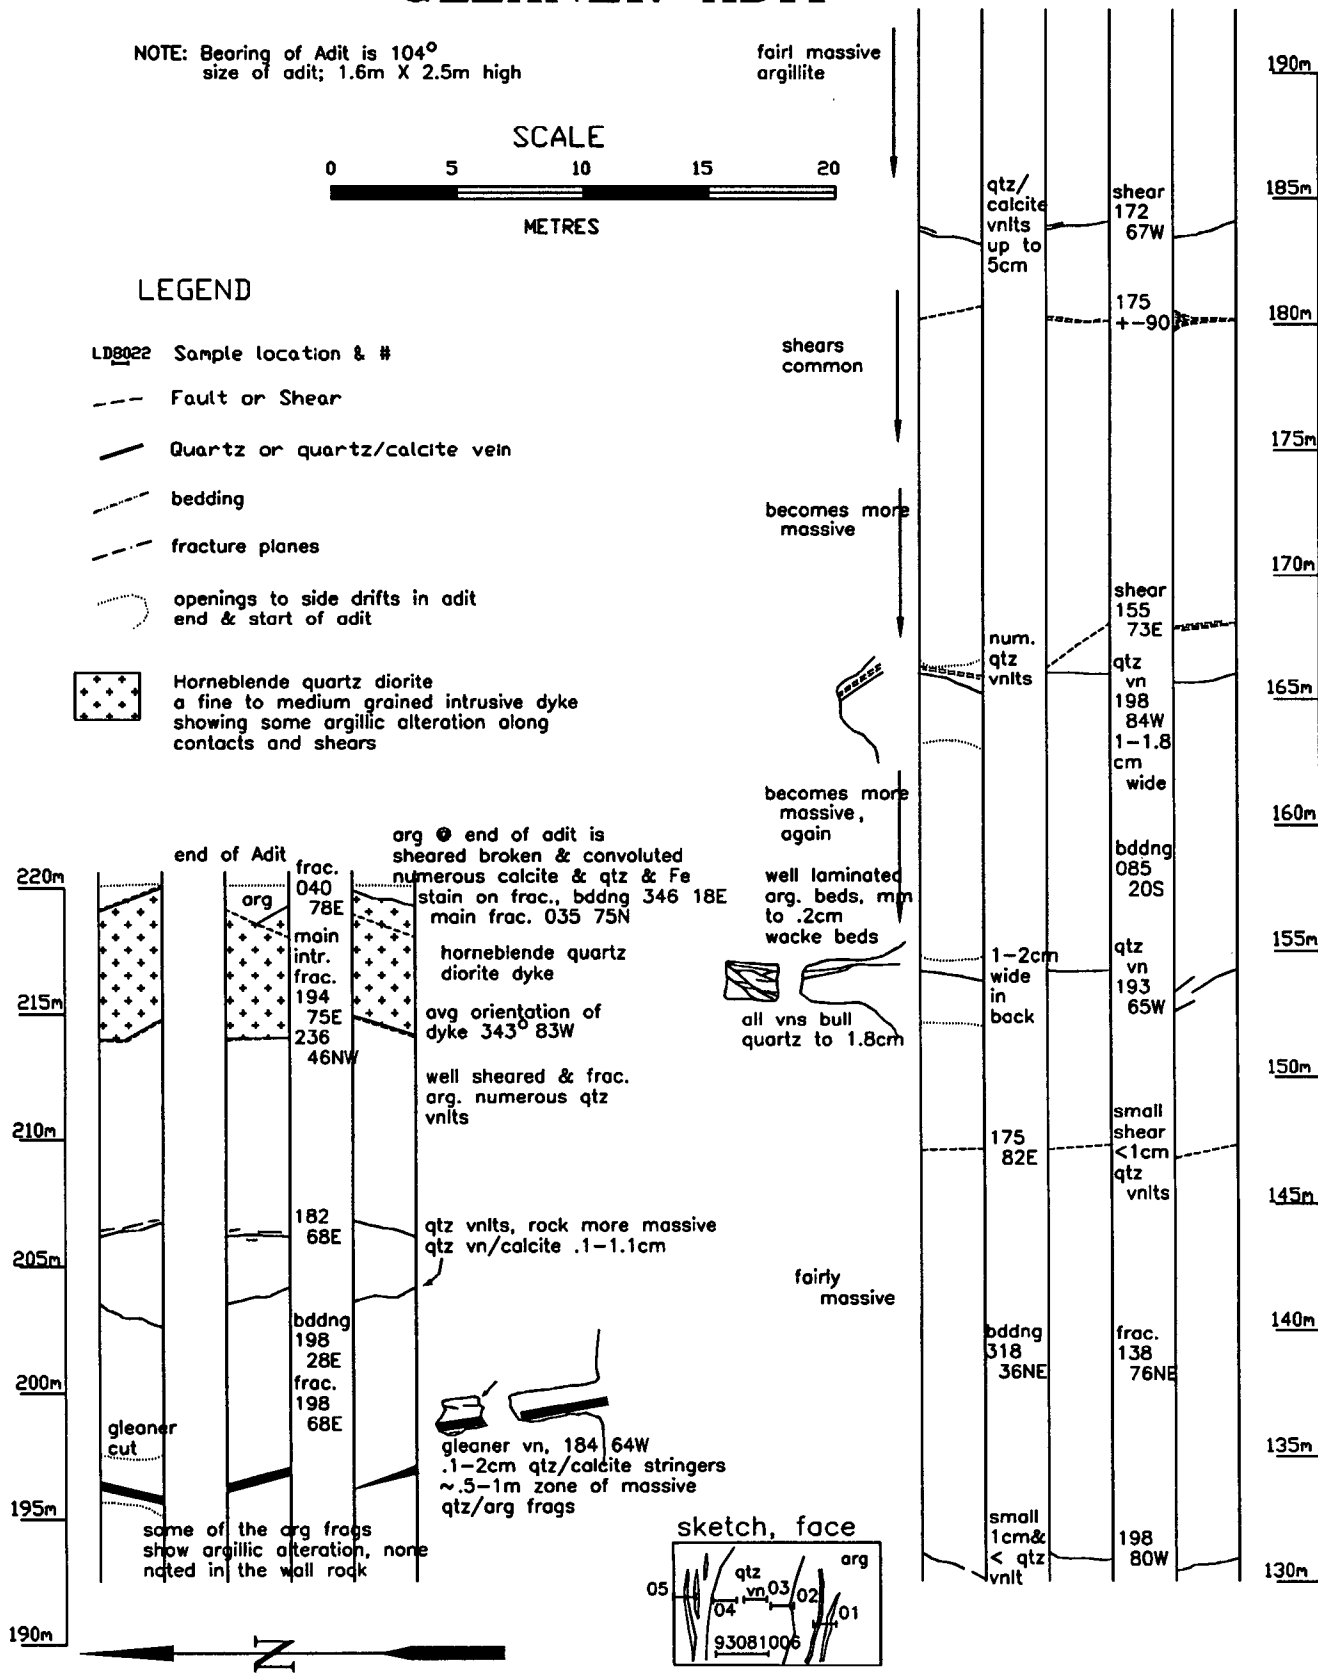 NOTE: Bearing of Adit is 104°
size of adit; 1.6m X 2.5m high
SCALE
0 5 10 15 20
METRES
LEGEND
LD8022 Sample location & #
Fault or Shear
Quartz or quartz/calcite vein
bedding
fracture planes
openings to side drifts in adit
end & start of adit
Horneblende quartz diorite
a fine to medium grained intrusive dyke
showing some argillic alteration along
contacts and shears
end of Adit
arg @ end of adit is
sheared broken & convoluted
numerous calcite & qtz & Fe
stain on frac., bddng 346 18E
main frac. 035 75N
220m
215m
210m
205m
200m
195m
190m
arg
frac.
040
78E
main
intr.
frac.
194
75E
236
46NW
horneblende quartz
diorite dyke
avg orientation of
dyke 343° 83W
well sheared & frac.
arg. numerous qtz
vnlts
182
68E
qtz vnlts, rock more massive
qtz vn/calcite .1-1.1cm
bddng
198
28E
frac.
198
68E
gleaner
cut
gleaner vn, 184 64W
.1-2cm qtz/calcite stringers
~.5-1m zone of massive
qtz/arg frags
some of the arg frags
show argillic alteration, none
noted in the wall rock
N
sketch, face
arg
qtz
vn
05
04
03
02
01
93081006
fairl massive
argillite
shears
common
becomes more
massive
becomes more
massive,
again
well laminated
arg. beds, mm
to .2cm
wacke beds
all vns bull
quartz to 1.8cm
fairly
massive
qtz/
calcite
vnlts
up to
5cm
num.
qtz
vnlts
1-2cm
wide
in
back
175
82E
bddng
318
36NE
small
1cm&
< qtz
vnlt
shear
172
67W
175
+-90
shear
155
73E
qtz
vn
198
84W
1-1.8
cm
wide
bddng
085
20S
qtz
vn
193
65W
small
shear
<1cm
qtz
vnlts
frac.
138
76NE
198
80W
190m
185m
180m
175m
170m
165m
160m
155m
150m
145m
140m
135m
130m